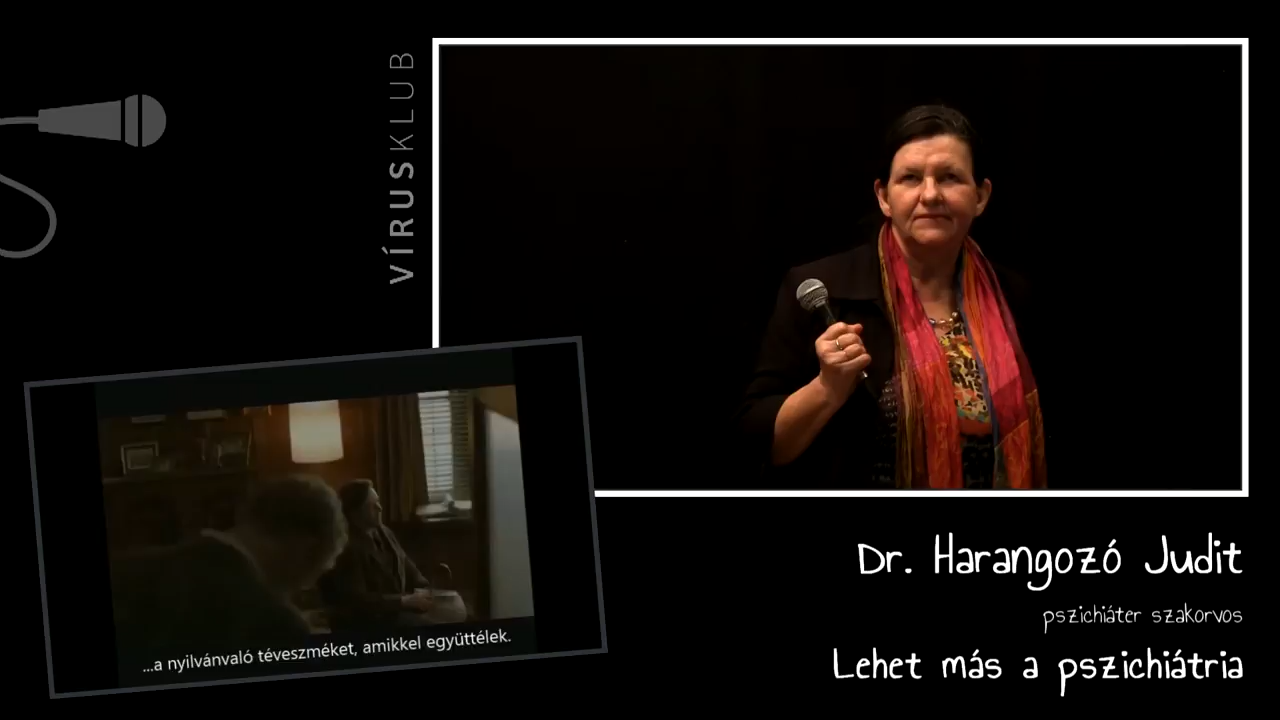 VÍRUSKLUB
...a nyilvánvaló téveszméket, amikkel együttélek.
Dr. Harangozó Judit
pszichiáter szakorvos
Lehet más a pszichiátria